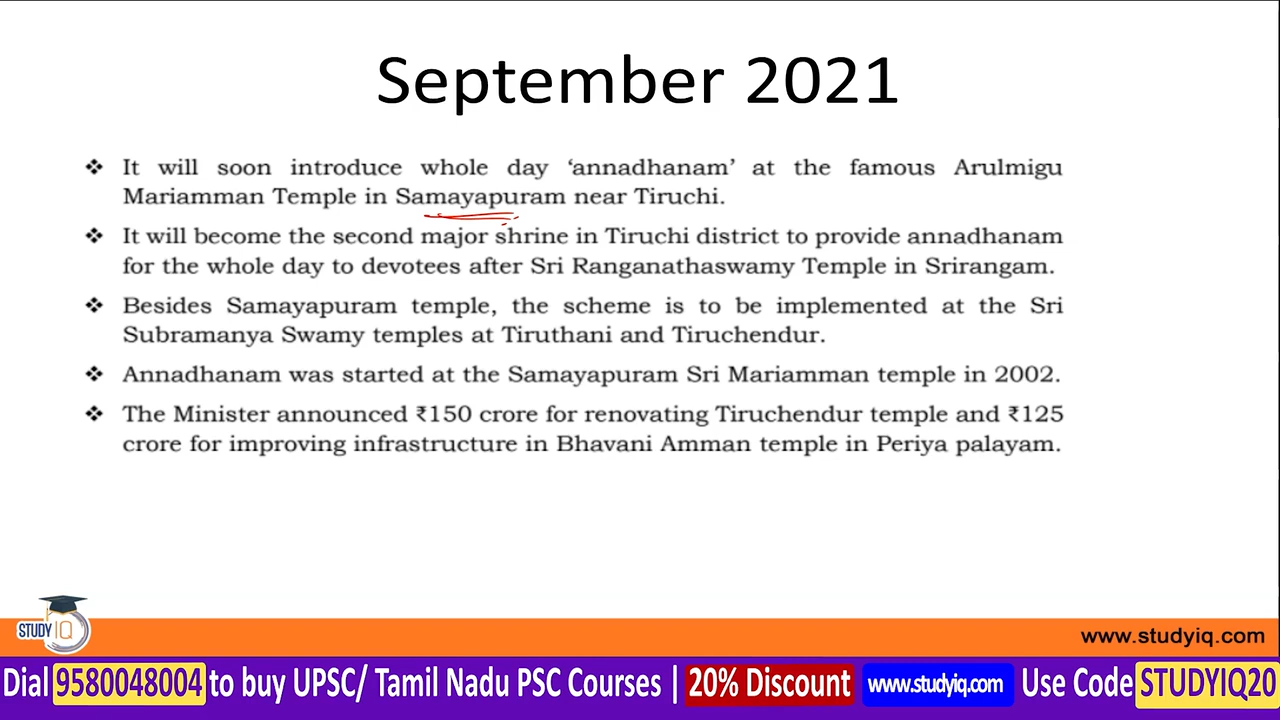 September 2021
❖ It will soon introduce whole day ‘annadhanam’ at the famous Arulmigu
Mariamman Temple in Samayapuram near Tiruchi.
❖ It will become the second major shrine in Tiruchi district to provide annadhanam
for the whole day to devotees after Sri Ranganathaswamy Temple in Srirangam.
❖ Besides Samayapuram temple, the scheme is to be implemented at the Sri
Subramanya Swamy temples at Tiruthani and Tiruchendur.
❖ Annadhanam was started at the Samayapuram Sri Mariamman temple in 2002.
❖ The Minister announced ₹150 crore for renovating Tiruchendur temple and ₹125
crore for improving infrastructure in Bhavani Amman temple in Periya palayam.
STUDY IQ
www.studyiq.com
Dial 9580048004 to buy UPSC/ Tamil Nadu PSC Courses | 20% Discount www.studyiq.com Use Code STUDYIQ20